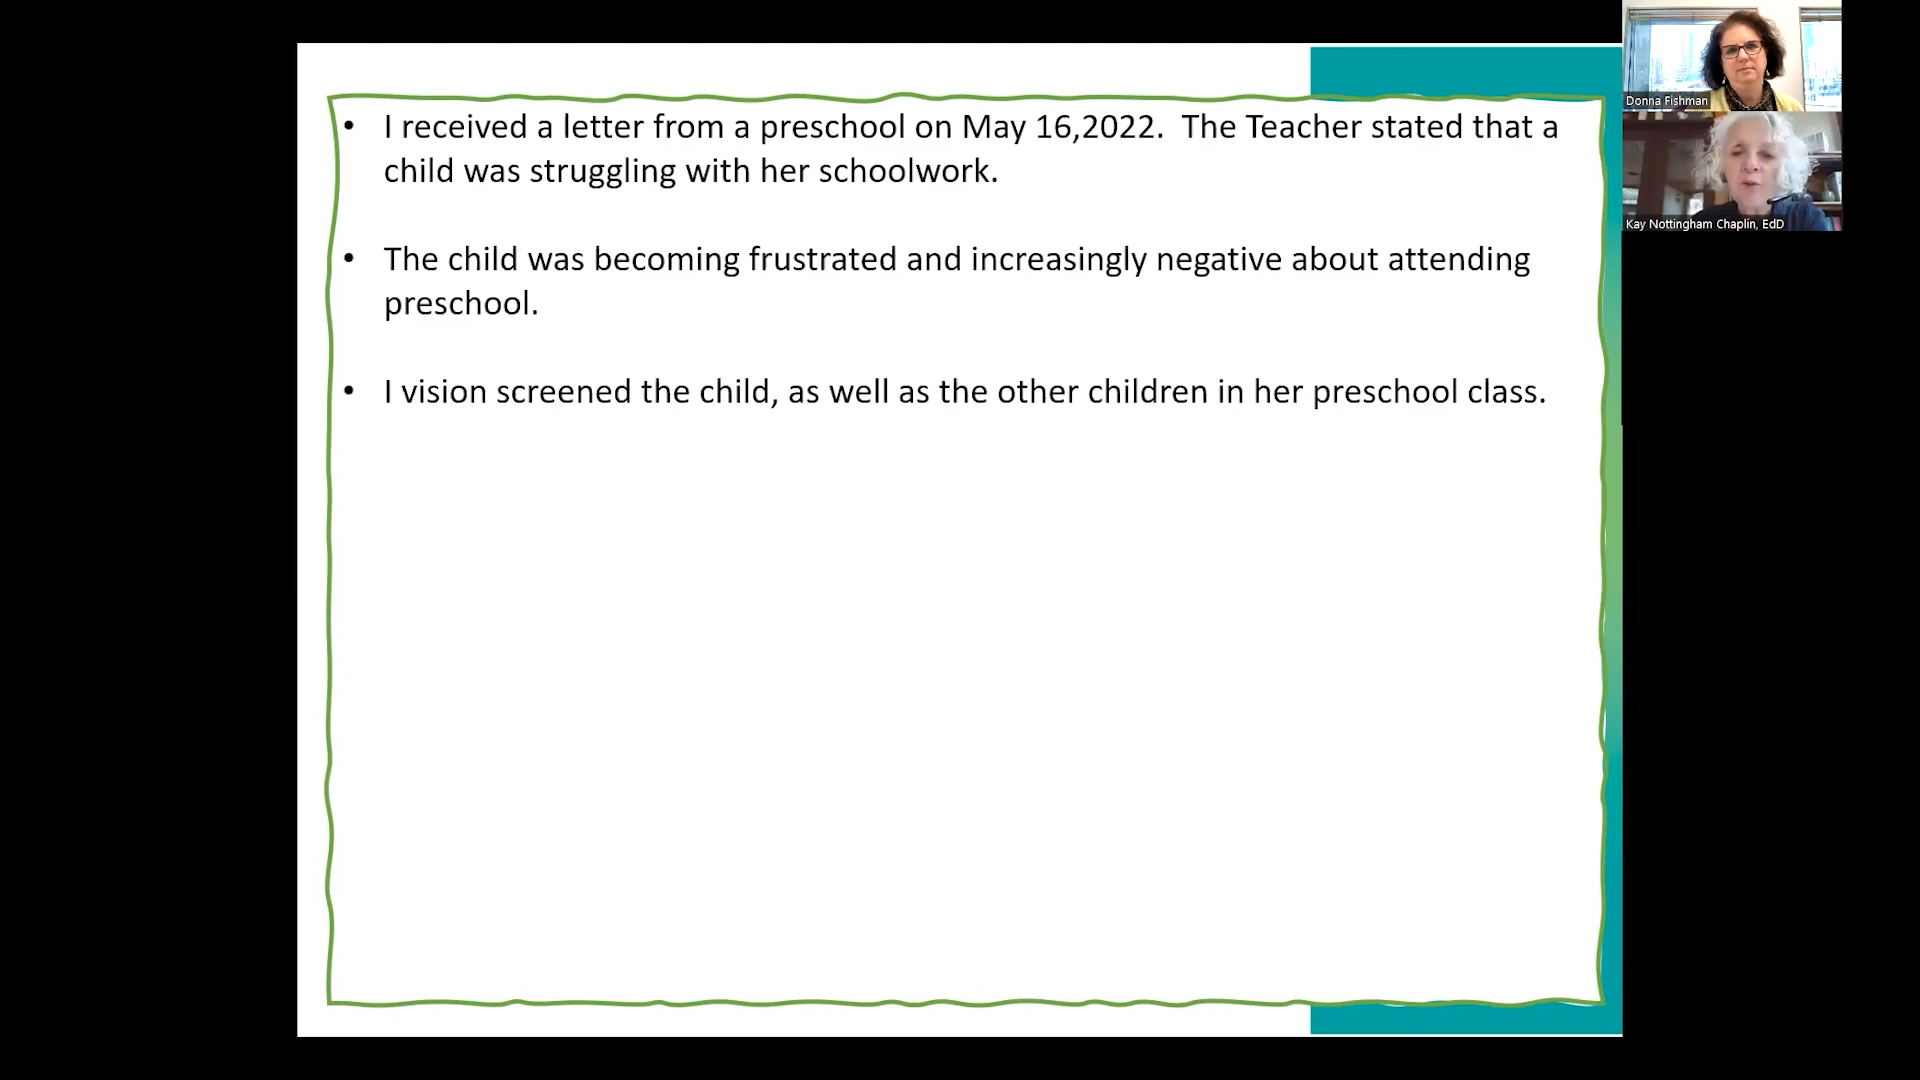 • I received a letter from a preschool on May 16,2022.  The Teacher stated that a
child was struggling with her schoolwork.
• The child was becoming frustrated and increasingly negative about attending
preschool.
• I vision screened the child, as well as the other children in her preschool class.
Donna Fishman
Kay Nottingham Chaplin, EdD